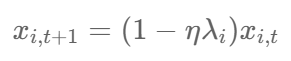 x_{i,t+1} = (1 − ηλ_i)x_{i,t}